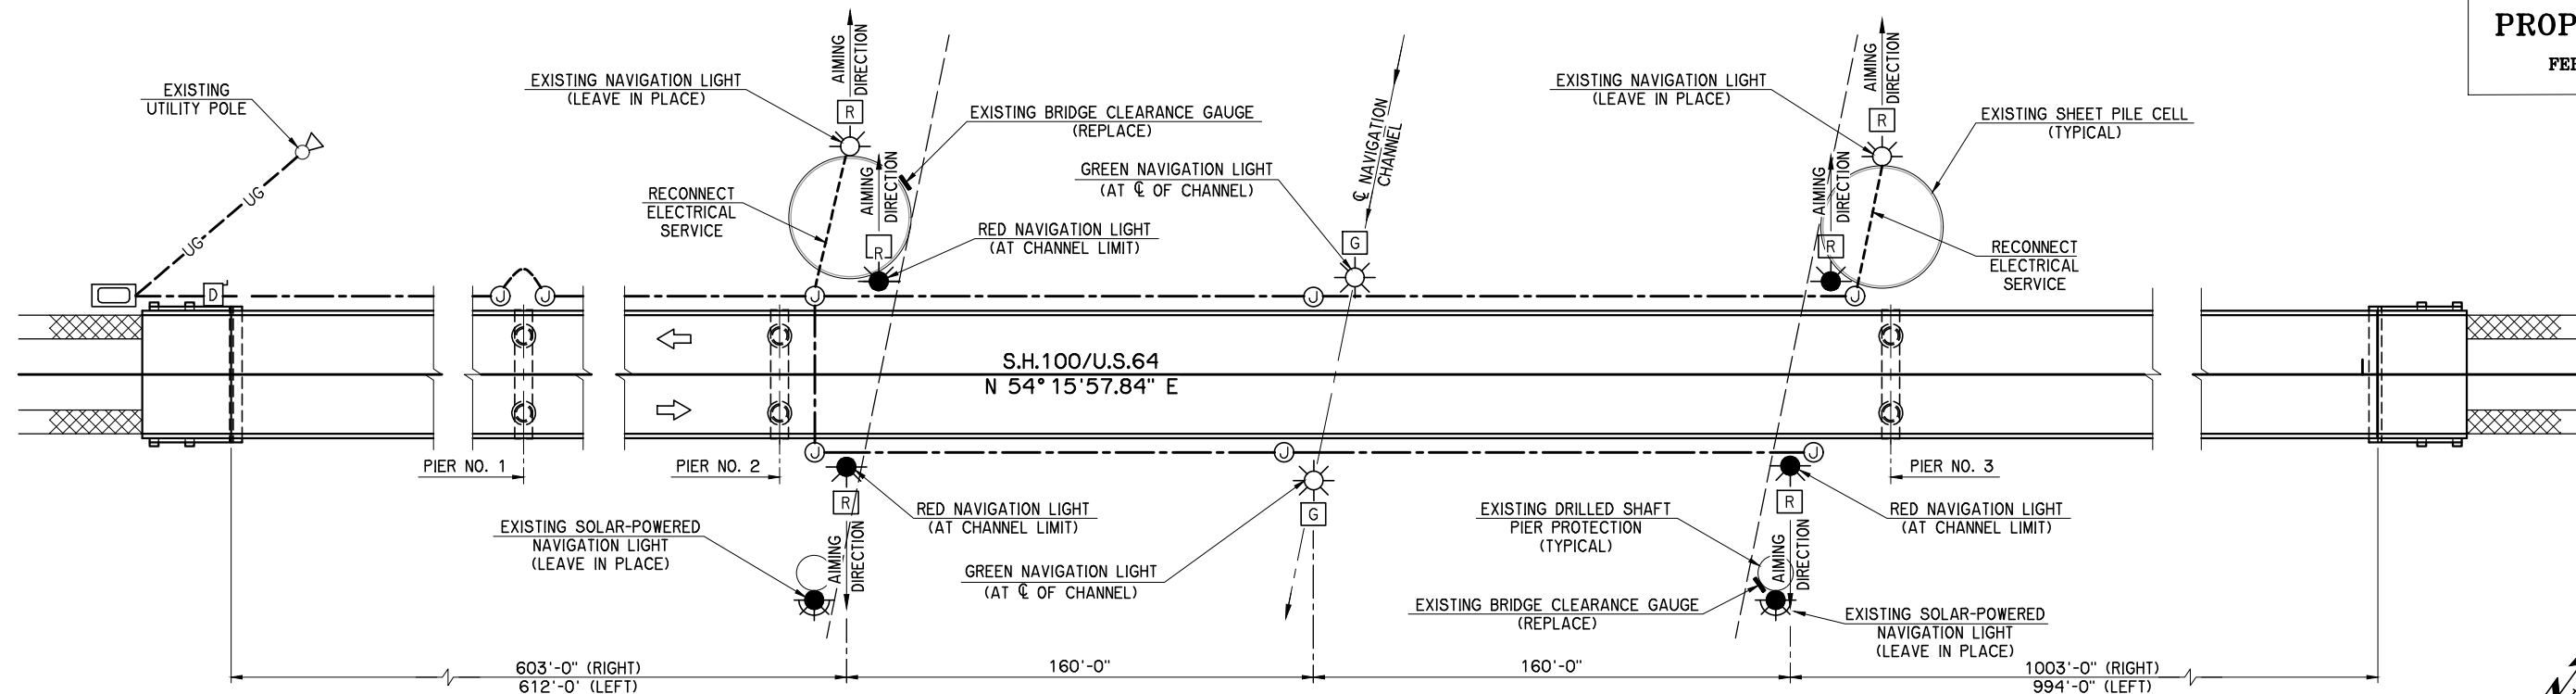 PROP
FE
EXISTING
UTILITY POLE
UG
UG
D
EXISTING NAVIGATION LIGHT
(LEAVE IN PLACE)
AIMING
DIRECTION
R
EXISTING BRIDGE CLEARANCE GAUGE
(REPLACE)
RECONNECT
ELECTRICAL
SERVICE
AIMING
DIRECTION
R
RED NAVIGATION LIGHT
(AT CHANNEL LIMIT)
GREEN NAVIGATION LIGHT
(AT ℄ OF CHANNEL)
℄ NAVIGATION
CHANNEL
G
EXISTING NAVIGATION LIGHT
(LEAVE IN PLACE)
AIMING
DIRECTION
R
EXISTING SHEET PILE CELL
(TYPICAL)
AIMING
DIRECTION
R
RECONNECT
ELECTRICAL
SERVICE
J
J
J
J
J
S.H.100/U.S.64
N 54° 15'57.84" E
J
J
J
PIER NO. 1
PIER NO. 2
PIER NO. 3
R
RED NAVIGATION LIGHT
(AT CHANNEL LIMIT)
AIMING
DIRECTION
EXISTING SOLAR-POWERED
NAVIGATION LIGHT
(LEAVE IN PLACE)
G
GREEN NAVIGATION LIGHT
(AT ℄ OF CHANNEL)
EXISTING DRILLED SHAFT
PIER PROTECTION
(TYPICAL)
R
RED NAVIGATION LIGHT
(AT CHANNEL LIMIT)
AIMING
DIRECTION
EXISTING BRIDGE CLEARANCE GAUGE
(REPLACE)
EXISTING SOLAR-POWERED
NAVIGATION LIGHT
(LEAVE IN PLACE)
603'-0" (RIGHT)
612'-0' (LEFT)
160'-0"
160'-0"
1003'-0" (RIGHT)
994'-0" (LEFT)